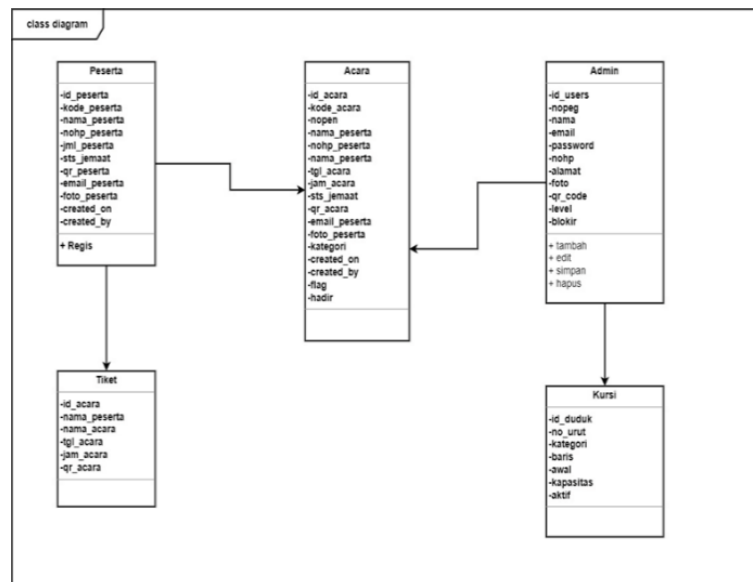 class diagram
Peserta
-id_peserta
-kode_peserta
-nama_peserta
-nohp_peserta
-jml_peserta
-sts_jemaat
-qr_peserta
-email_peserta
-foto_peserta
-created_on
-created_by
+ Regis
Acara
-id_acara
-kode_acara
-nopen
-nama_peserta
-nohp_peserta
-nama_peserta
-tgl_acara
-jam_acara
-sts_jemaat
-qr_acara
-email_peserta
-foto_peserta
-kategori
-created_on
-created_by
-flag
-hadir
Admin
-id_users
-nopeg
-nama
-email
-password
-nohp
-alamat
-foto
-qr_code
-level
-blokir
+ tambah
+ edit
+ simpan
+ hapus
Tiket
-id_acara
-nama_peserta
-nama_acara
-tgl_acara
-jam_acara
-qr_acara
Kursi
-id_duduk
-no_urut
-kategori
-baris
-awal
-kapasitas
-aktif